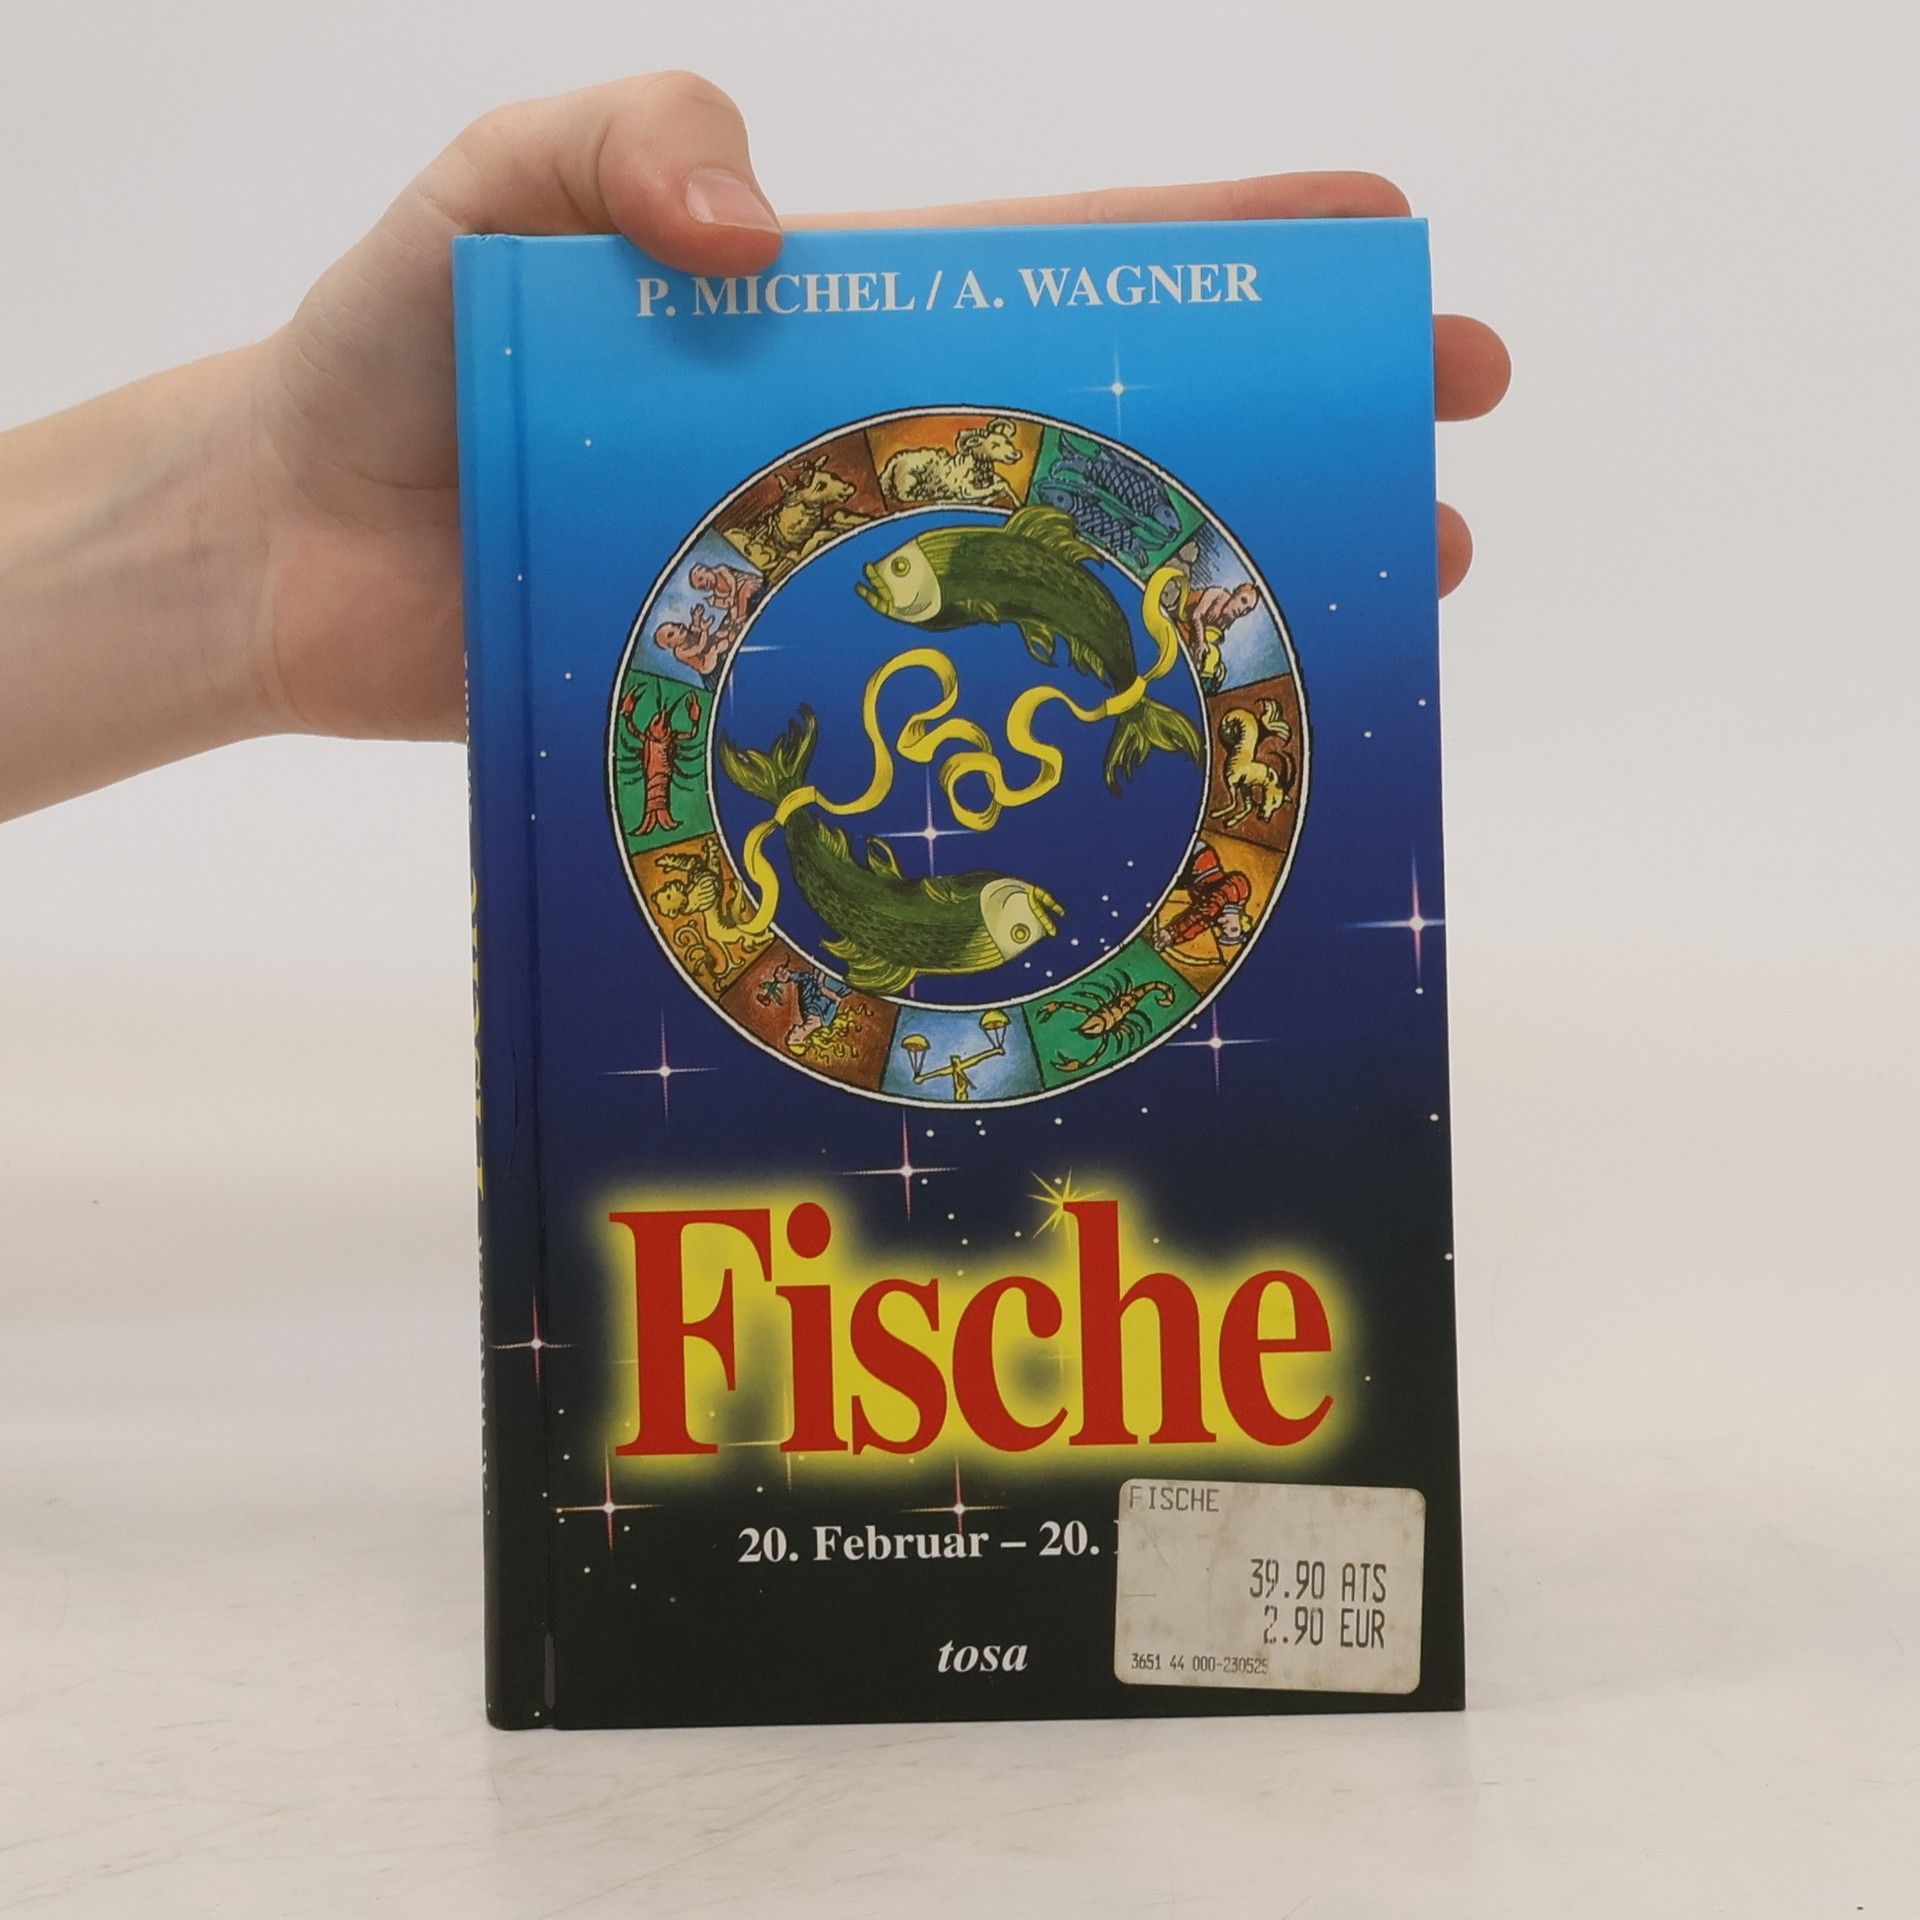 P. MICHEL / A. WAGNER
Fische
20. Februar – 20.
FISCHE
39.90 ATS
2.90 EUR
3651 44 000-230525
tosa